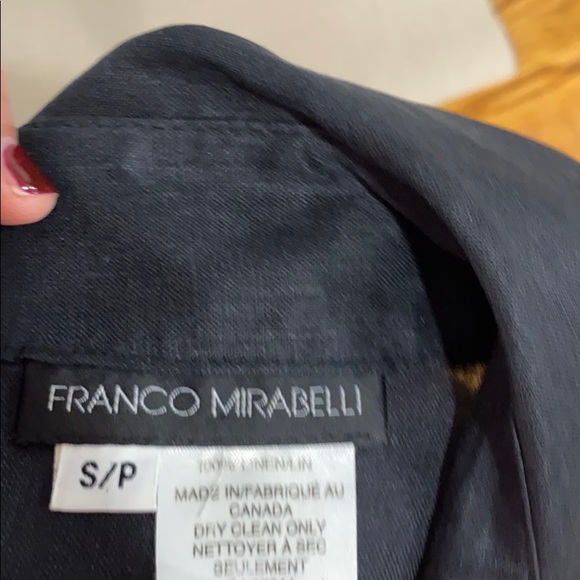 FRANCO MIRABELLI
S/P
100% LINEN/LIN
MADE IN/FABRIQUÉ AU
CANADA
DRY CLEAN ONLY
NETTOYER À SEC
SEULEMENT